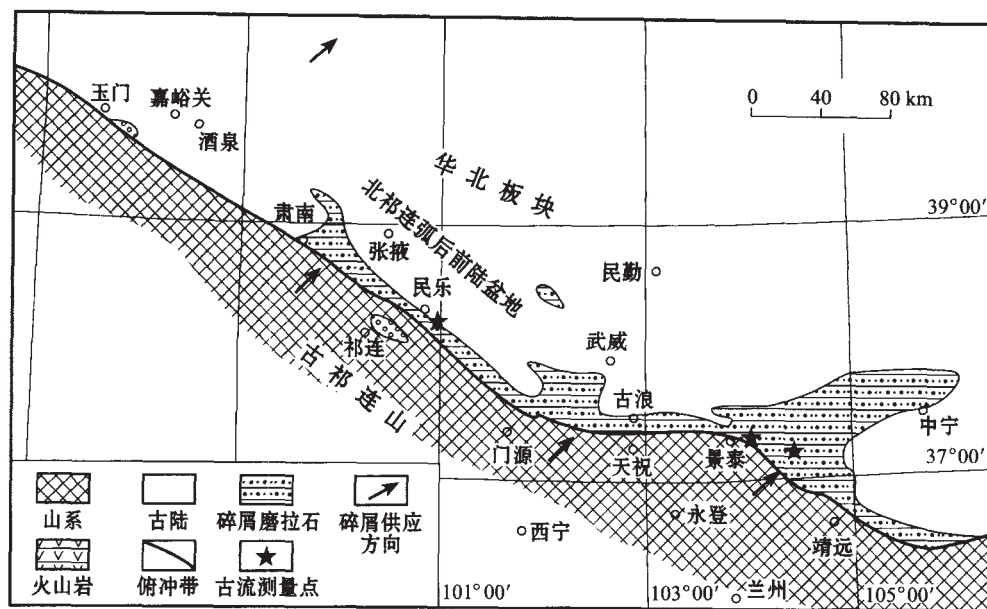 玉门
嘉峪关
酒泉
0 40 80 km
华北板块
肃南
39°00′
张掖
北祁连弧后前陆盆地
民勤
民乐
祁连
武威
古祁连山
古浪
中宁
门源
天祝
景泰
37°00′
山系
古陆
碎屑磨拉石
碎屑供应方向
西宁
永登
靖远
火山岩
俯冲带
古流测量点
101°00′
103°00′
兰州
105°00′